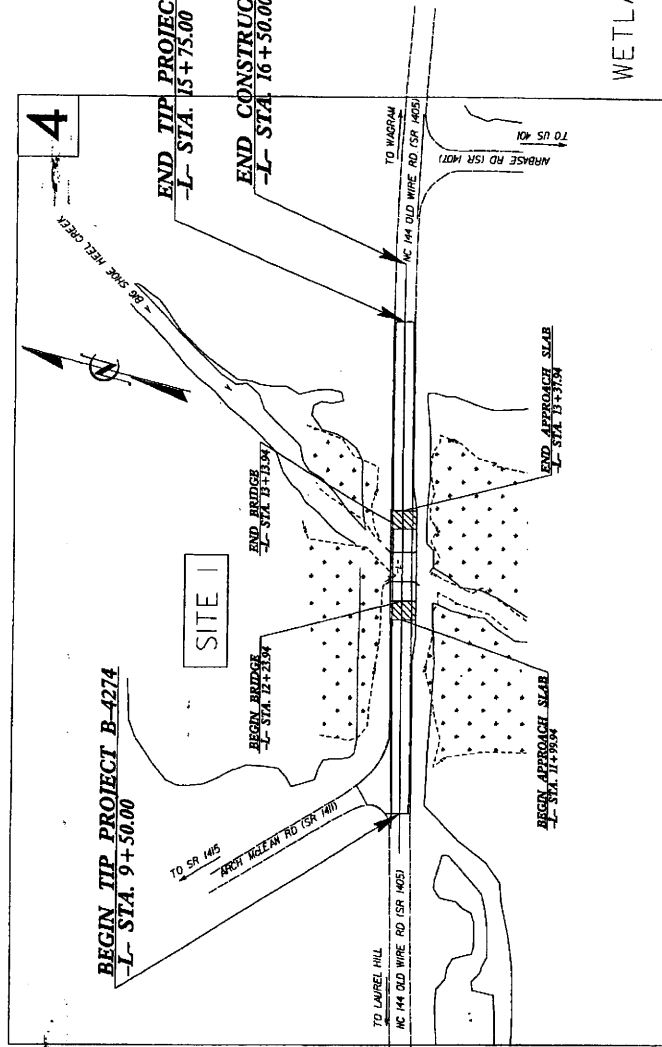 4
END TIP PROJEC
-L- STA. 15+75.00
END CONSTRUC
-L- STA. 16+50.00
WETLA
BIG SHOE HEEL CREEK
N
SITE 1
BEGIN TIP PROJECT B-4274
-L- STA. 9+50.00
BEGIN BRIDGE
-L- STA. 12+23.94
END BRIDGE
-L- STA. 13+13.94
TO SR 1415
ARCH McLEAN RD (SR 1411)
TO LAUREL HILL
NC 144 OLD WIRE RD (SR 1405)
-L-
TO WAGRAM
NC 144 OLD WIRE RD (SR 1405)
AIRBASE RD (SR 1407)
TO US 401
BEGIN APPROACH SLAB
-L- STA. 11+99.94
END APPROACH SLAB
-L- STA. 13+37.94